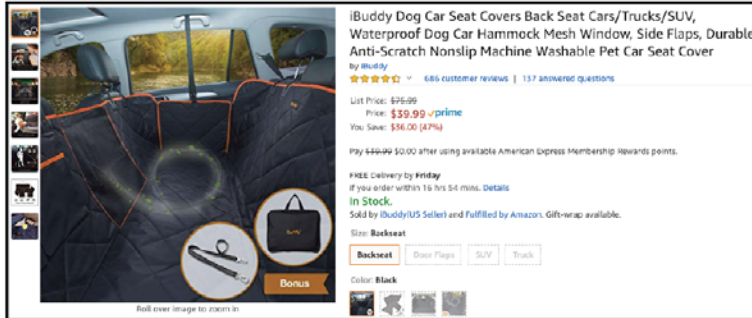 iBuddy Dog Car Seat Covers Back Seat Cars/Trucks/SUV,
Waterproof Dog Car Hammock Mesh Window, Side Flaps, Durable
Anti-Scratch Nonslip Machine Washable Pet Car Seat Cover
by iBuddy
686 customer reviews | 137 answered questions
List Price: $75.99
Price: $39.99 prime
You Save: $36.00 (47%)
Pay $39.99 $0.00 after using available American Express Membership Rewards points.
FREE Delivery by Friday
if you order within 16 hrs 54 mins. Details
In Stock.
Sold by iBuddy(US Seller) and Fulfilled by Amazon. Gift-wrap available.
Size: Backseat
Backseat Door Flaps SUV Truck
Color: Black
Bonus
Roll over image to zoom in